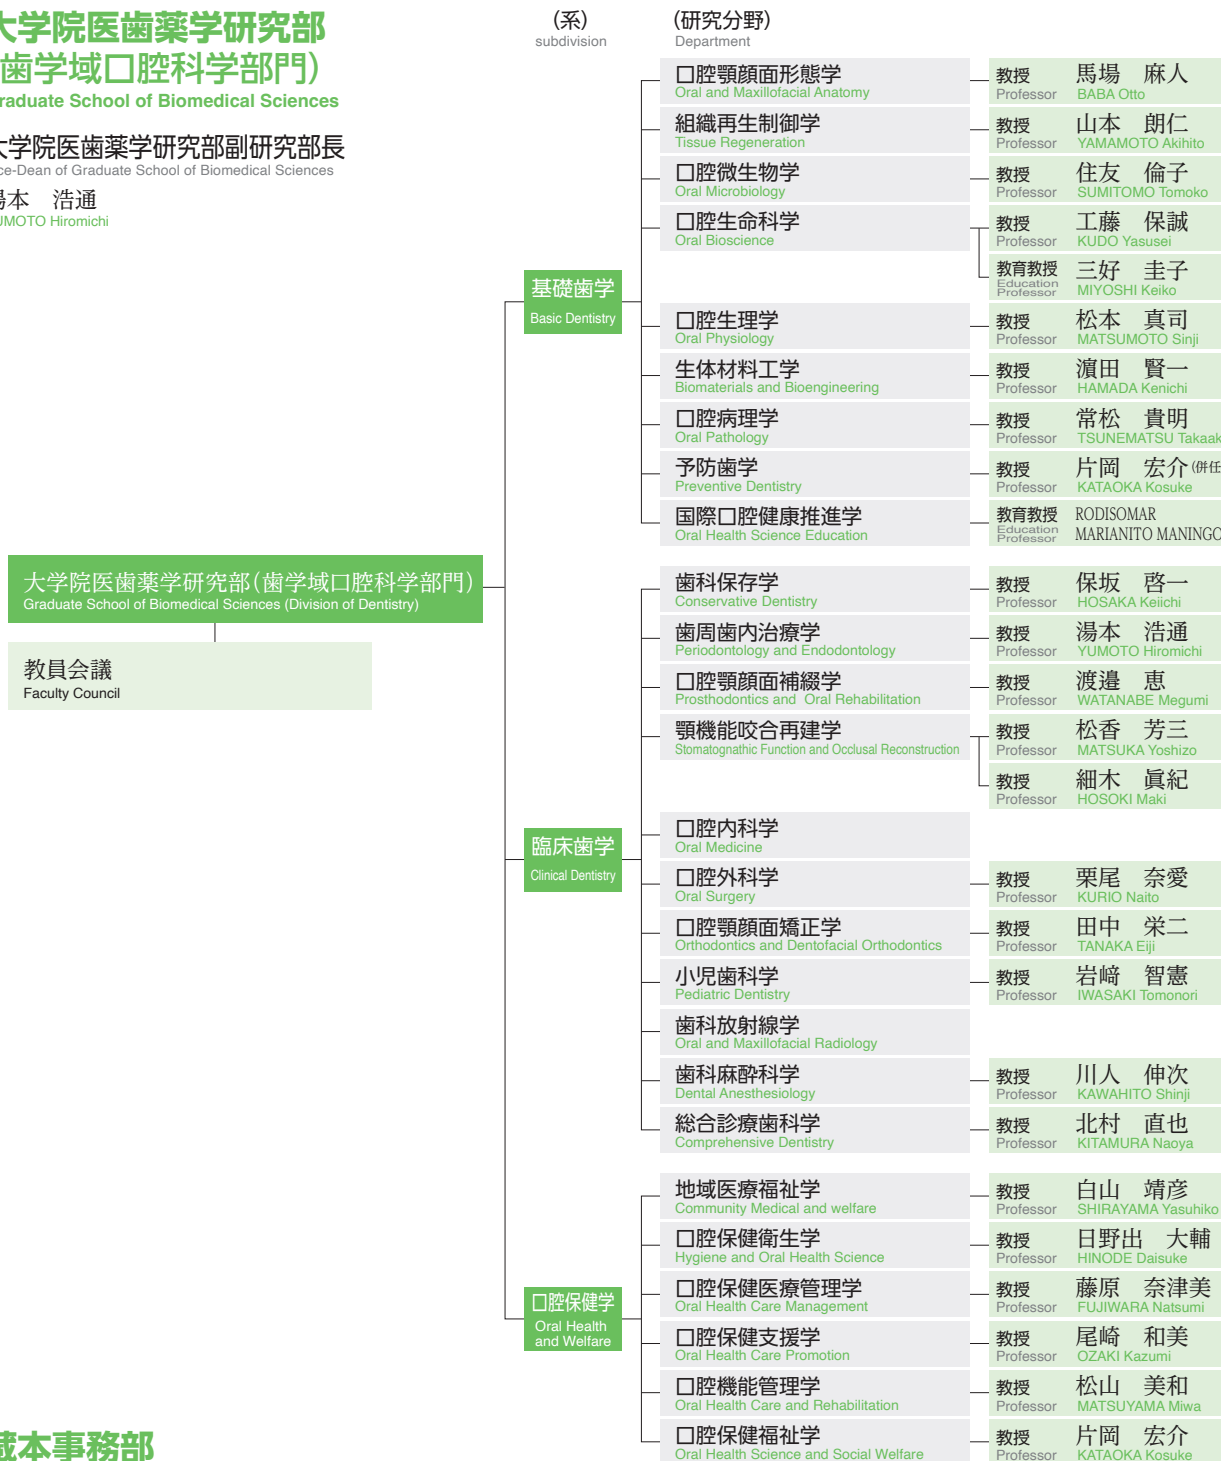 大学院医歯薬学研究部
歯学域口腔科学部門）
raduate School of Biomedical Sciences
大学院医歯薬学研究部副研究部長
ce-Dean of Graduate School of Biomedical Sciences
湯本　浩通
UMOTO Hiromichi
（系）
subdivision
（研究分野）
Department
大学院医歯薬学研究部（歯学域口腔科学部門）
Graduate School of Biomedical Sciences (Division of Dentistry)
教員会議
Faculty Council
基礎歯学
Basic Dentistry
口腔顎顔面形態学
Oral and Maxillofacial Anatomy
教授　馬場　麻人
Professor BABA Otto
組織再生制御学
Tissue Regeneration
教授　山本　朗仁
Professor YAMAMOTO Akihito
口腔微生物学
Oral Microbiology
教授　住友　倫子
Professor SUMITOMO Tomoko
口腔生命科学
Oral Bioscience
教授　工藤　保誠
Professor KUDO Yasusei
教育教授　三好　圭子
Education
Professor MIYOSHI Keiko
口腔生理学
Oral Physiology
教授　松本　真司
Professor MATSUMOTO Sinji
生体材料工学
Biomaterials and Bioengineering
教授　濵田　賢一
Professor HAMADA Kenichi
口腔病理学
Oral Pathology
教授　常松　貴明
Professor TSUNEMATSU Takaak
予防歯学
Preventive Dentistry
教授　片岡　宏介（併任
Professor KATAOKA Kosuke
国際口腔健康推進学
Oral Health Science Education
教育教授　RODISOMAR
Education
Professor MARIANITO MANINGO
臨床歯学
Clinical Dentistry
歯科保存学
Conservative Dentistry
教授　保坂　啓一
Professor HOSAKA Keiichi
歯周歯内治療学
Periodontology and Endodontology
教授　湯本　浩通
Professor YUMOTO Hiromichi
口腔顎顔面補綴学
Prosthodontics and Oral Rehabilitation
教授　渡邉　恵
Professor WATANABE Megumi
顎機能咬合再建学
Stomatognathic Function and Occlusal Reconstruction
教授　松香　芳三
Professor MATSUKA Yoshizo
教授　細木　眞紀
Professor HOSOKI Maki
口腔内科学
Oral Medicine
口腔外科学
Oral Surgery
教授　栗尾　奈愛
Professor KURIO Naito
口腔顎顔面矯正学
Orthodontics and Dentofacial Orthodontics
教授　田中　栄二
Professor TANAKA Eiji
小児歯科学
Pediatric Dentistry
教授　岩﨑　智憲
Professor IWASAKI Tomonori
歯科放射線学
Oral and Maxillofacial Radiology
歯科麻酔科学
Dental Anesthesiology
教授　川人　伸次
Professor KAWAHITO Shinji
総合診療歯科学
Comprehensive Dentistry
教授　北村　直也
Professor KITAMURA Naoya
口腔保健学
Oral Health
and Welfare
地域医療福祉学
Community Medical and welfare
教授　白山　靖彦
Professor SHIRAYAMA Yasuhiko
口腔保健衛生学
Hygiene and Oral Health Science
教授　日野出　大輔
Professor HINODE Daisuke
口腔保健医療管理学
Oral Health Care Management
教授　藤原　奈津美
Professor FUJIWARA Natsumi
口腔保健支援学
Oral Health Care Promotion
教授　尾崎　和美
Professor OZAKI Kazumi
口腔機能管理学
Oral Health Care and Rehabilitation
教授　松山　美和
Professor MATSUYAMA Miwa
口腔保健福祉学
Oral Health Science and Social Welfare
教授　片岡　宏介
Professor KATAOKA Kosuke
蔵本事務部